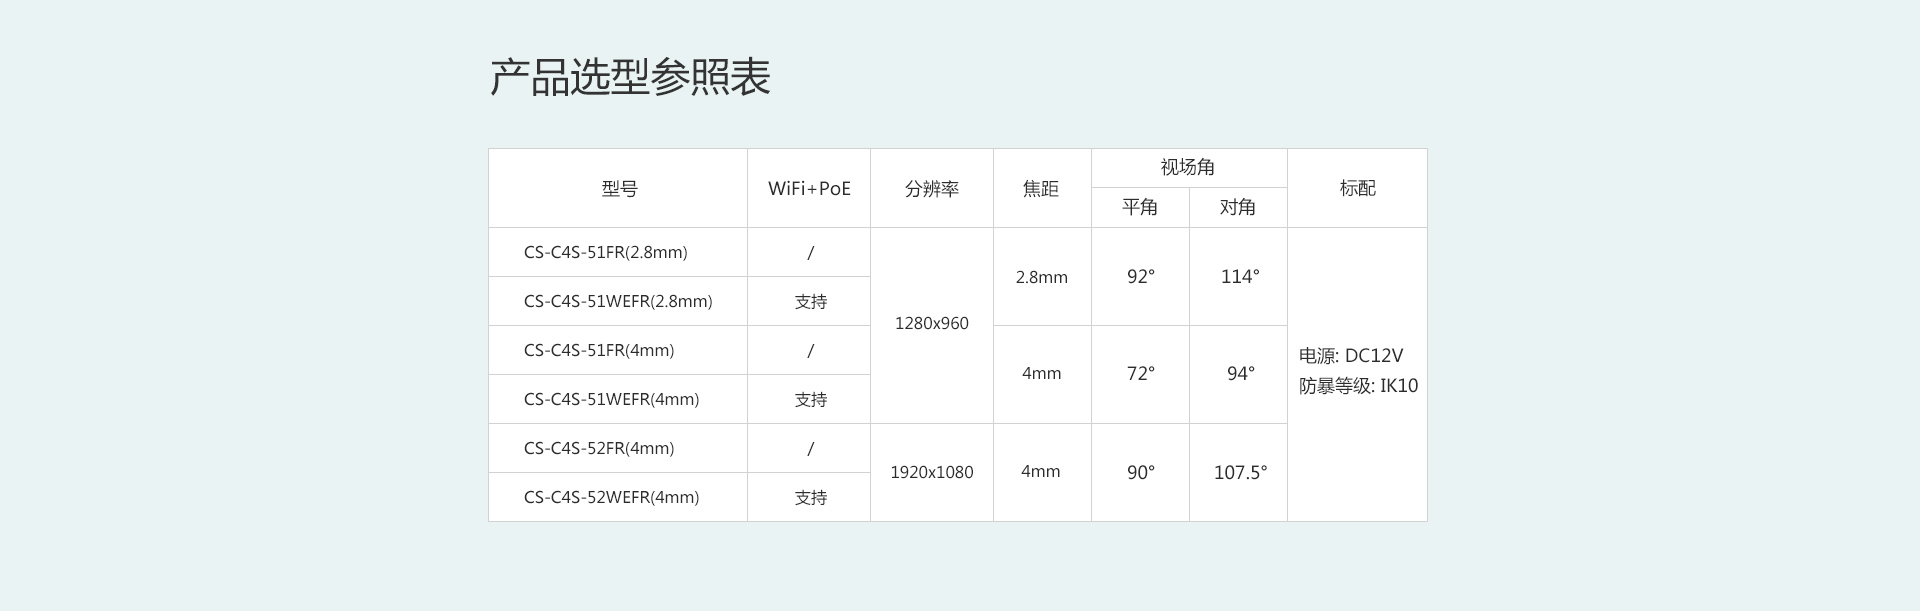 产品选型参照表
型号
WiFi+PoE
分辨率
焦距
视场角
标配
平角
对角
CS-C4S-51FR(2.8mm)
/
1280x960
2.8mm
92°
114°
电源: DC12V
防暴等级: IK10
CS-C4S-51WEFR(2.8mm)
支持
CS-C4S-51FR(4mm)
/
4mm
72°
94°
CS-C4S-51WEFR(4mm)
支持
CS-C4S-52FR(4mm)
/
1920x1080
4mm
90°
107.5°
CS-C4S-52WEFR(4mm)
支持